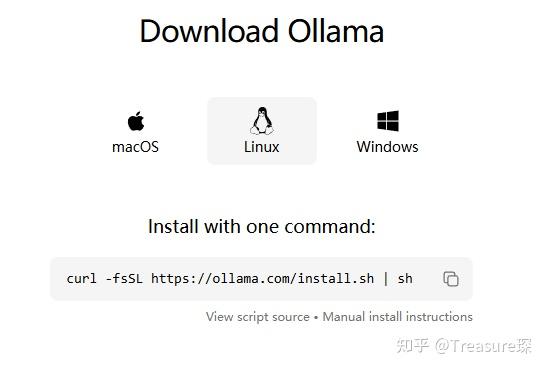 Download Ollama
macOS
Linux
Windows
Install with one command:
curl -fsSL https://ollama.com/install.sh | sh
View script source • Manual install instructions
知乎 @Treasure琛